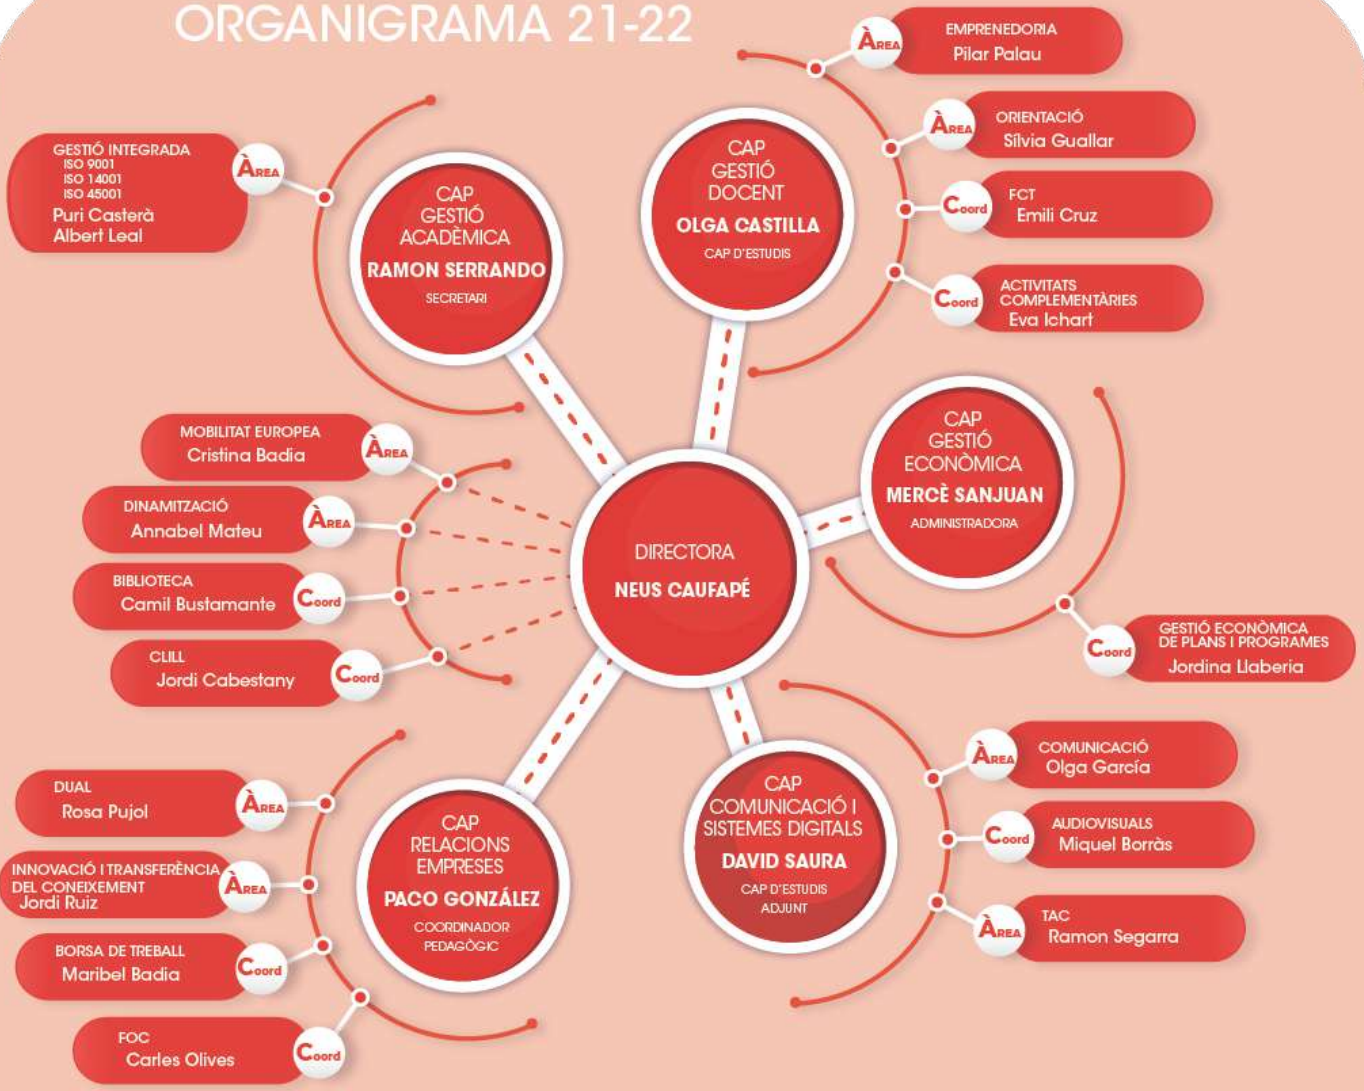 ORGANIGRAMA 21-22
GESTIÓ INTEGRADA
ISO 9001
ISO 14001
ISO 45001
Puri Casterà
Albert Leal
ÀREA
CAP
GESTIÓ
ACADÈMICA
RAMON SERRANDO
SECRETARI
CAP
GESTIÓ
DOCENT
OLGA CASTILLA
CAP D'ESTUDIS
ÀREA
EMPRENEDORIA
Pilar Palau
ÀREA
ORIENTACIÓ
Sílvia Guallar
Coord
FCT
Emili Cruz
Coord
ACTIVITATS
COMPLEMENTÀRIES
Eva Ichart
CAP
GESTIÓ
ECONÒMICA
MERCÈ SANJUAN
ADMINISTRADORA
Coord
GESTIÓ ECONÒMICA
DE PLANS I PROGRAMES
Jordina Llaberia
MOBILITAT EUROPEA
Cristina Badia
ÀREA
DINAMITZACIÓ
Annabel Mateu
ÀREA
BIBLIOTECA
Camil Bustamante
Coord
CLILL
Jordi Cabestany
Coord
DIRECTORA
NEUS CAUFAPÉ
DUAL
Rosa Pujol
ÀREA
INNOVACIÓ I TRANSFERÈNCIA
DEL CONEIXEMENT
Jordi Ruiz
ÀREA
BORSA DE TREBALL
Maribel Badia
Coord
FOC
Carles Olives
Coord
CAP
RELACIONS
EMPRESES
PACO GONZÁLEZ
COORDINADOR
PEDAGÒGIC
CAP
COMUNICACIÓ I
SISTEMES DIGITALS
DAVID SAURA
CAP D'ESTUDIS
ADJUNT
ÀREA
COMUNICACIÓ
Olga García
Coord
AUDIOVISUALS
Miquel Borràs
ÀREA
TAC
Ramon Segarra